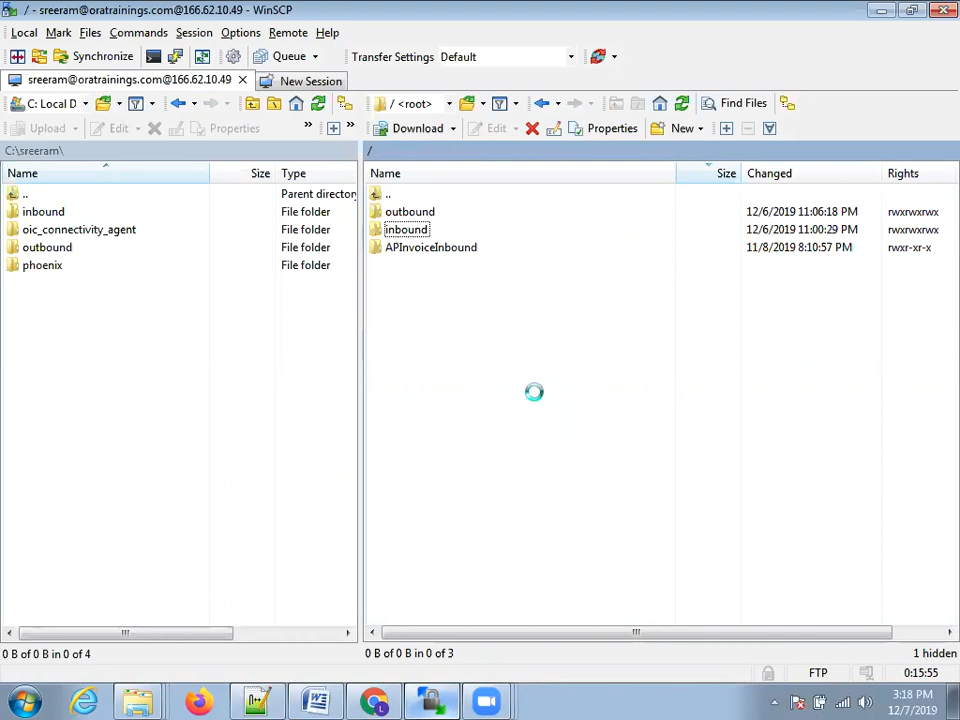 / - sreeram@oratrainings.com@166.62.10.49 - WinSCP
Local Mark Files Commands Session Options Remote Help
Synchronize Queue Transfer Settings Default
sreeram@oratrainings.com@166.62.10.49 X New Session
C: Local D / <root> Find Files
Upload Edit Properties » Download Edit Properties New
C:\sreeram\ /
Name Size Type Name Size Changed Rights
.. Parent directory ..
inbound File folder outbound 12/6/2019 11:06:18 PM rwxrwxrwx
oic_connectivity_agent File folder inbound 12/6/2019 11:00:29 PM rwxrwxrwx
outbound File folder APInvoiceInbound 11/8/2019 8:10:57 PM rwxr-xr-x
phoenix File folder
0 B of 0 B in 0 of 4 0 B of 0 B in 0 of 3 1 hidden
FTP 0:15:55
3:18 PM
12/7/2019